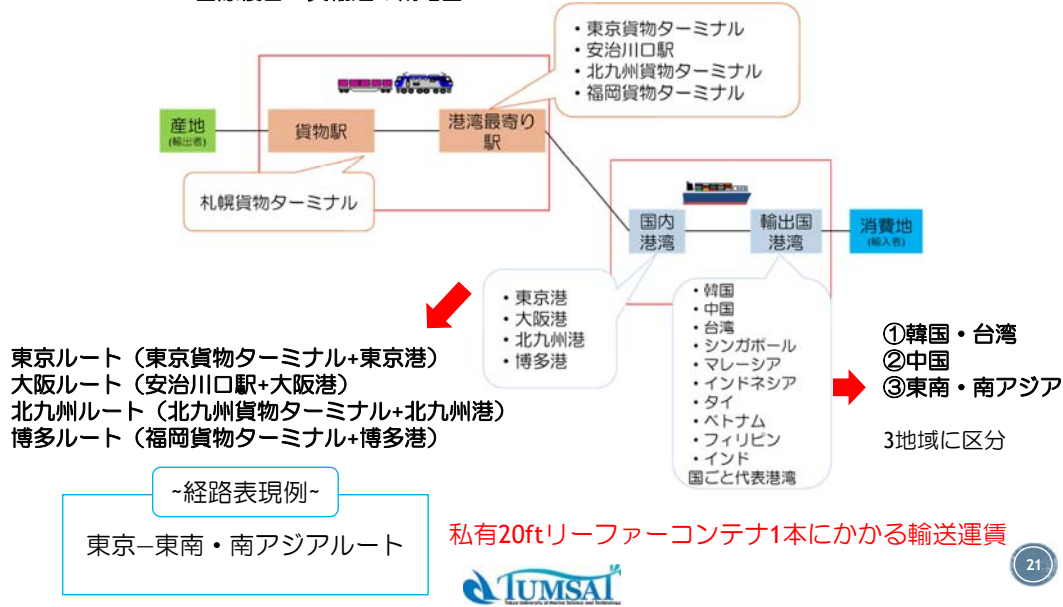 ・東京貨物ターミナル
・安治川口駅
・北九州貨物ターミナル
・福岡貨物ターミナル
産地
(輸出者)
貨物駅
港湾最寄り
駅
札幌貨物ターミナル
国内
港湾
輸出国
港湾
消費地
(輸入者)
・東京港
・大阪港
・北九州港
・博多港
・韓国
・中国
・台湾
・シンガポール
・マレーシア
・インドネシア
・タイ
・ベトナム
・フィリピン
・インド
国ごと代表港湾
①韓国・台湾
②中国
③東南・南アジア
3地域に区分
東京ルート（東京貨物ターミナル+東京港）
大阪ルート（安治川口駅+大阪港）
北九州ルート（北九州貨物ターミナル+北九州港）
博多ルート（福岡貨物ターミナル+博多港）
~経路表現例~
東京–東南・南アジアルート
私有20ftリーファーコンテナ1本にかかる輸送運賃
TUMSAT
Tokyo University of Marine Science and Technology
21